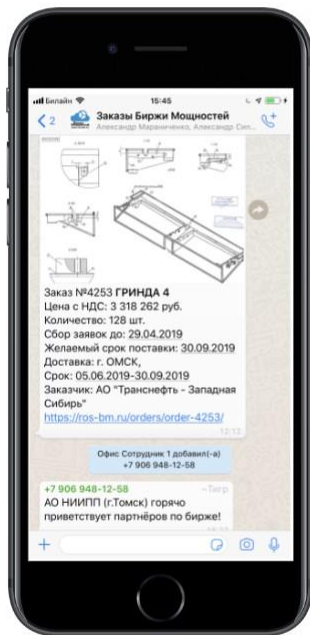 Билайн
15:45
2
Заказы Биржи Мощностей
Александр Мараниченко, Александр Сил...
Заказ №4253 ГРИНДА 4
Цена с НДС: 3 318 262 руб.
Количество: 128 шт.
Сбор заявок до: 29.04.2019
Желаемый срок поставки: 30.09.2019
Доставка: г. ОМСК,
Срок: 05.06.2019-30.09.2019
Заказчик: АО "Транснефть - Западная
Сибирь"
https://ros-bm.ru/orders/order-4253/
12:12
Офис Сотрудник 1 добавил(-а)
+7 906 948-12-58
+7 906 948-12-58
~Тигр
АО НИИПП (г.Томск) горячо
приветствует партнёров по бирже!